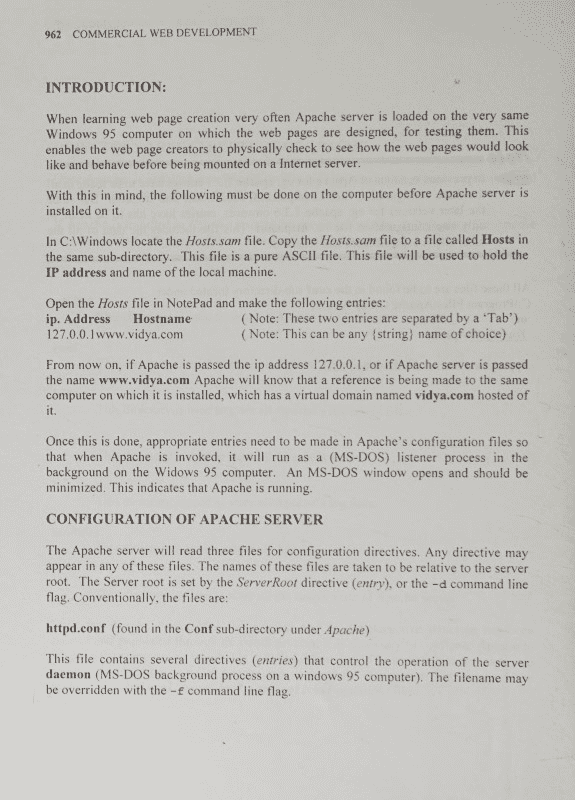 962 COMMERCIAL WEB DEVELOPMENT
INTRODUCTION:
When learning web page creation very often Apache server is loaded on the very same
Windows 95 computer on which the web pages are designed, for testing them. This
enables the web page creators to physically check to see how the web pages would look
like and behave before being mounted on a Internet server.
With this in mind, the following must be done on the computer before Apache server is
installed on it.
In C:\Windows locate the Hosts.sam file. Copy the Hosts.sam file to a file called Hosts in
the same sub-directory. This file is a pure ASCII file. This file will be used to hold the
IP address and name of the local machine.
Open the Hosts file in NotePad and make the following entries:
ip. Address Hostname ( Note: These two entries are separated by a ‘Tab’)
127.0.0.1www.vidya.com ( Note: This can be any {string} name of choice)
From now on, if Apache is passed the ip address 127.0.0.1, or if Apache server is passed
the name www.vidya.com Apache will know that a reference is being made to the same
computer on which it is installed, which has a virtual domain named vidya.com hosted of
it.
Once this is done, appropriate entries need to be made in Apache's configuration files so
that when Apache is invoked, it will run as a (MS-DOS) listener process in the
background on the Widows 95 computer. An MS-DOS window opens and should be
minimized. This indicates that Apache is running.
CONFIGURATION OF APACHE SERVER
The Apache server will read three files for configuration directives. Any directive may
appear in any of these files. The names of these files are taken to be relative to the server
root. The Server root is set by the ServerRoot directive (entry), or the -d command line
flag. Conventionally, the files are:
httpd.conf (found in the Conf sub-directory under Apache)
This file contains several directives (entries) that control the operation of the server
daemon (MS-DOS background process on a windows 95 computer). The filename may
be overridden with the -f command line flag.